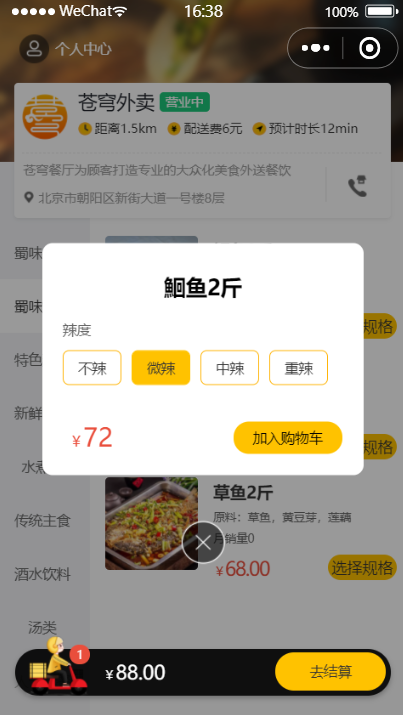 WeChat 16:38 100%
个人中心
苍穹外卖 营业中
距离1.5km 配送费6元 预计时长12min
苍穹餐厅为顾客打造专业的大众化美食外送餐饮
北京市朝阳区新街大道一号楼8层
蜀味
蜀味
规格
特色
新鲜
规格
水煮
传统主食
酒水饮料
汤类
鮰鱼2斤
辣度
不辣 微辣 中辣 重辣
¥72 加入购物车
草鱼2斤
原料：草鱼，黄豆芽，莲藕
月销量0
¥68.00 选择规格
1
¥88.00 去结算